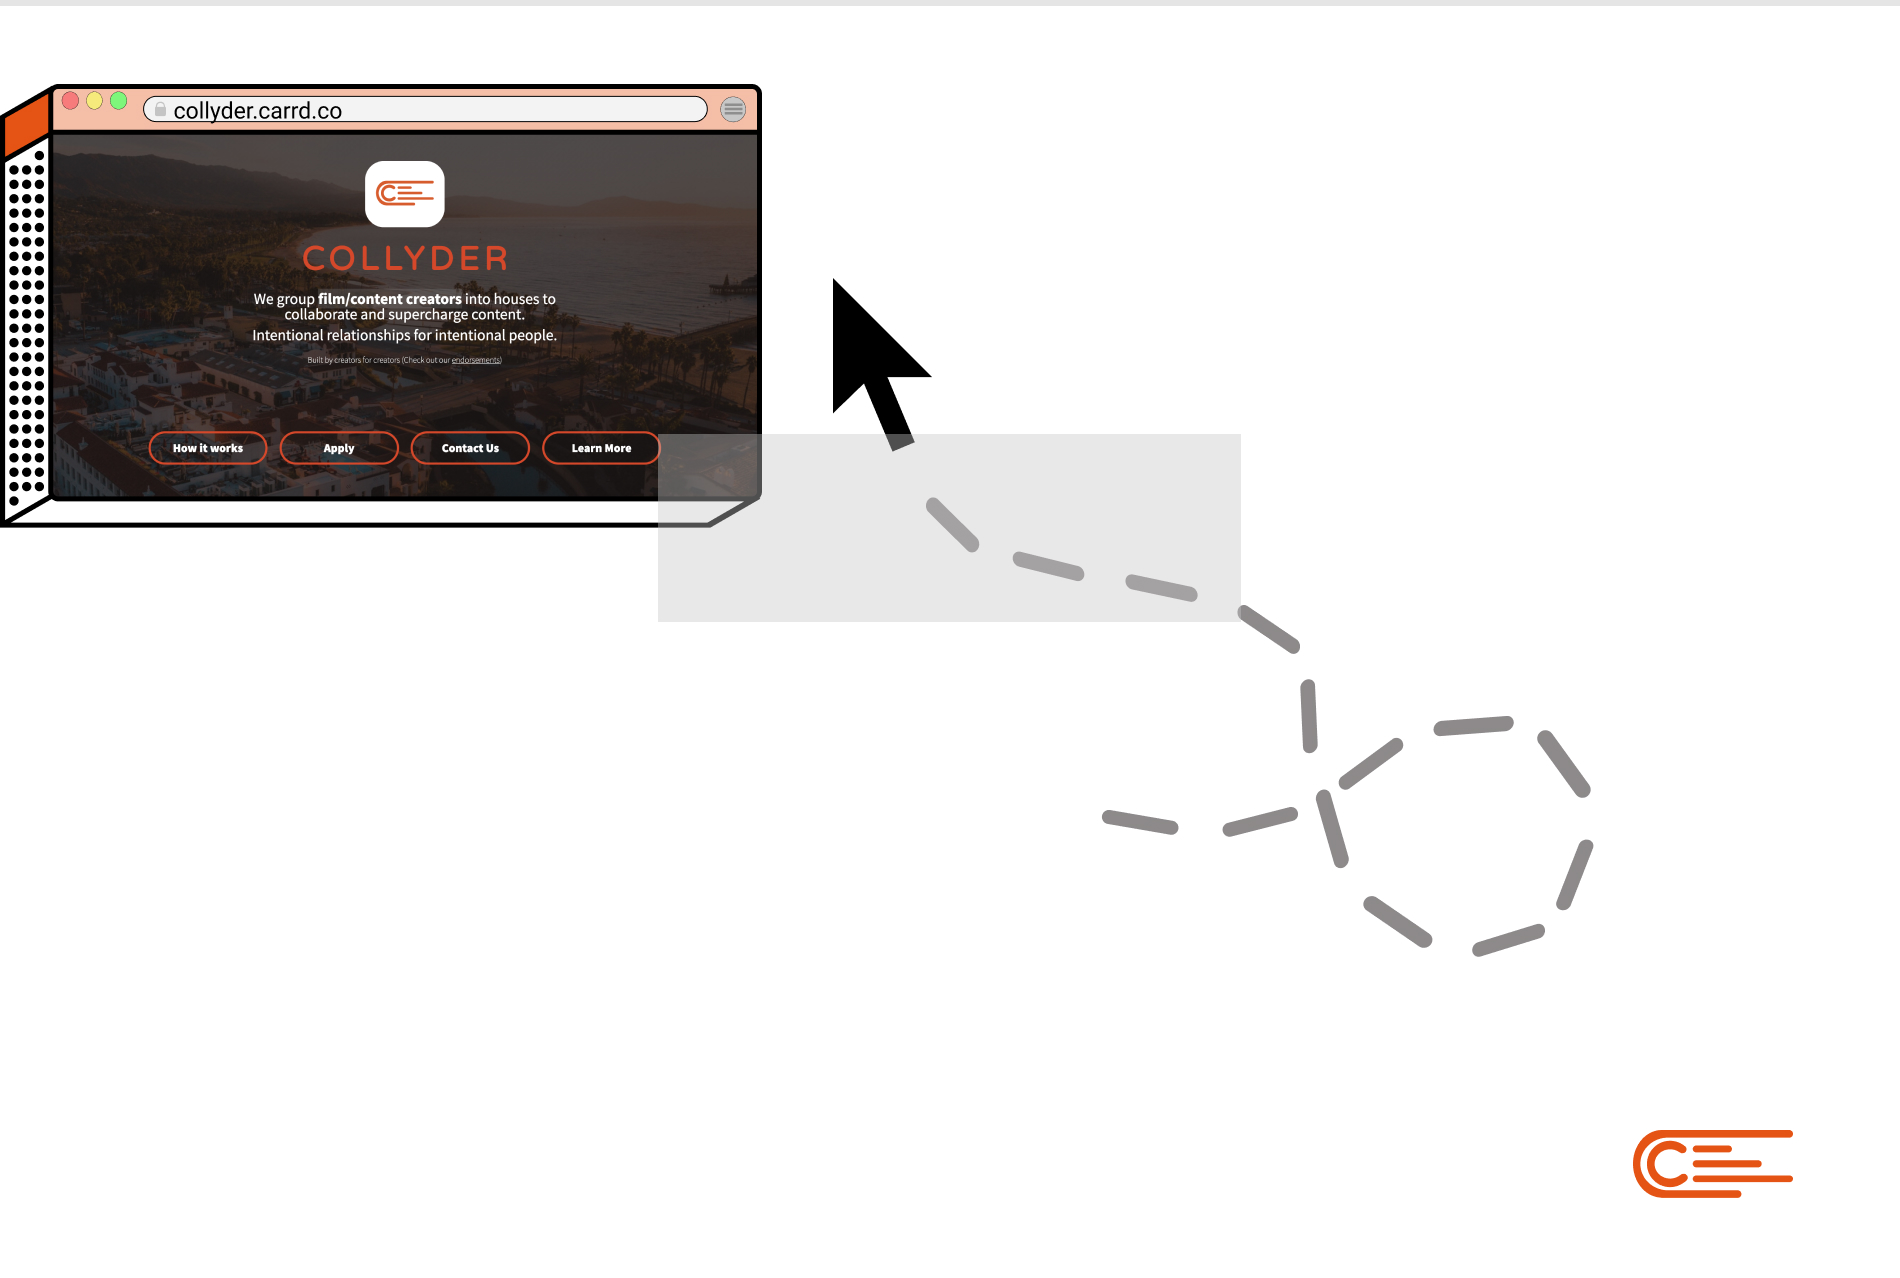 collyder.carrd.co
COLLYDER
We group film/content creators into houses to
collaborate and supercharge content.
Intentional relationships for intentional people.
Built by creators for creators (Check out our endorsements)
How it works
Apply
Contact Us
Learn More